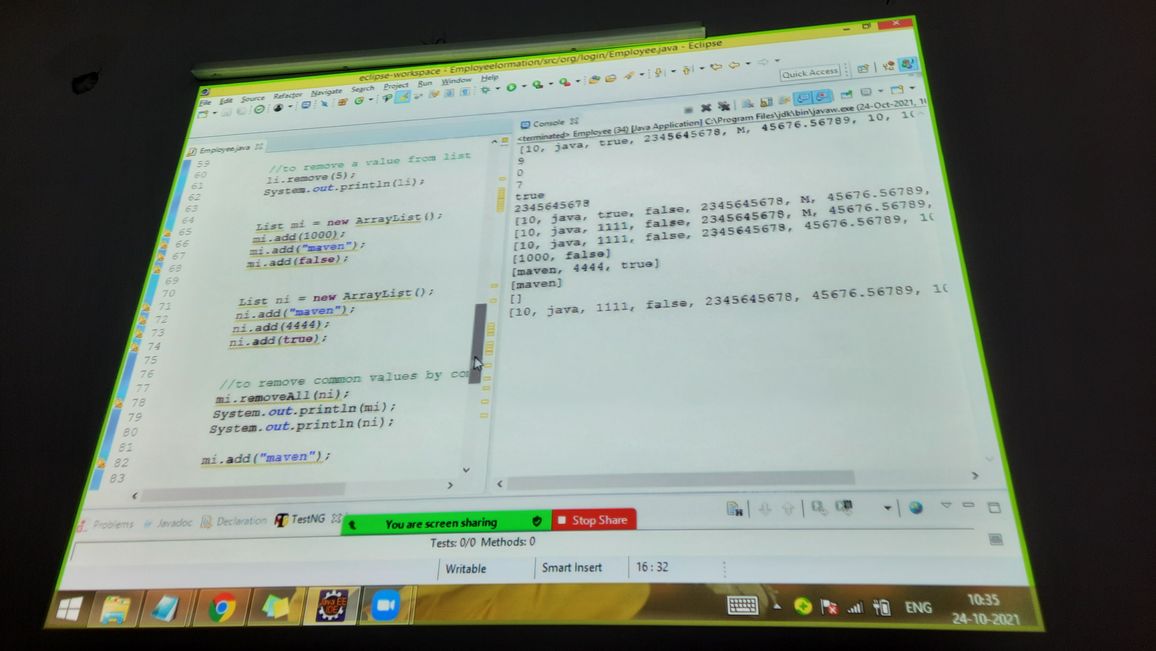 eclipse-workspace - Employeeformation/src/org/login/Employee.java - Eclipse
File Edit Source Refactor Navigate Search Project Run Window Help
Quick Access
Employee.java
59
60 //to remove a value from list
61 li.remove(5);
62 System.out.println(li);
63
64
65 List mi = new ArrayList();
66 mi.add(1000);
67 mi.add("maven");
68 mi.add(false);
69
70
71 List ni = new ArrayList();
72 ni.add("maven");
73 ni.add(4444);
74 ni.add(true);
75
76
77 //to remove common values by co
78 mi.removeAll(ni);
79 System.out.println(mi);
80 System.out.println(ni);
81
82 mi.add("maven");
83
Console
<terminated> Employee (34) [Java Application] C:\Program Files\jdk\bin\javaw.exe (24-Oct-2021, 1
[10, java, true, 2345645678, M, 45676.56789, 10, 1
9
0
7
true
2345645678
[10, java, true, false, 2345645678, M, 45676.56789,
[10, java, 1111, false, 2345645678, M, 45676.56789,
[10, java, 1111, false, 2345645678, 45676.56789, 1
[1000, false]
[maven, 4444, true]
[maven]
[]
[10, java, 1111, false, 2345645678, 45676.56789, 1
Problems Javadoc Declaration TestNG
You are screen sharing Stop Share
Tests: 0/0 Methods: 0
Writable Smart Insert 16 : 32
Java EE IDE
ENG
10:35
24-10-2021